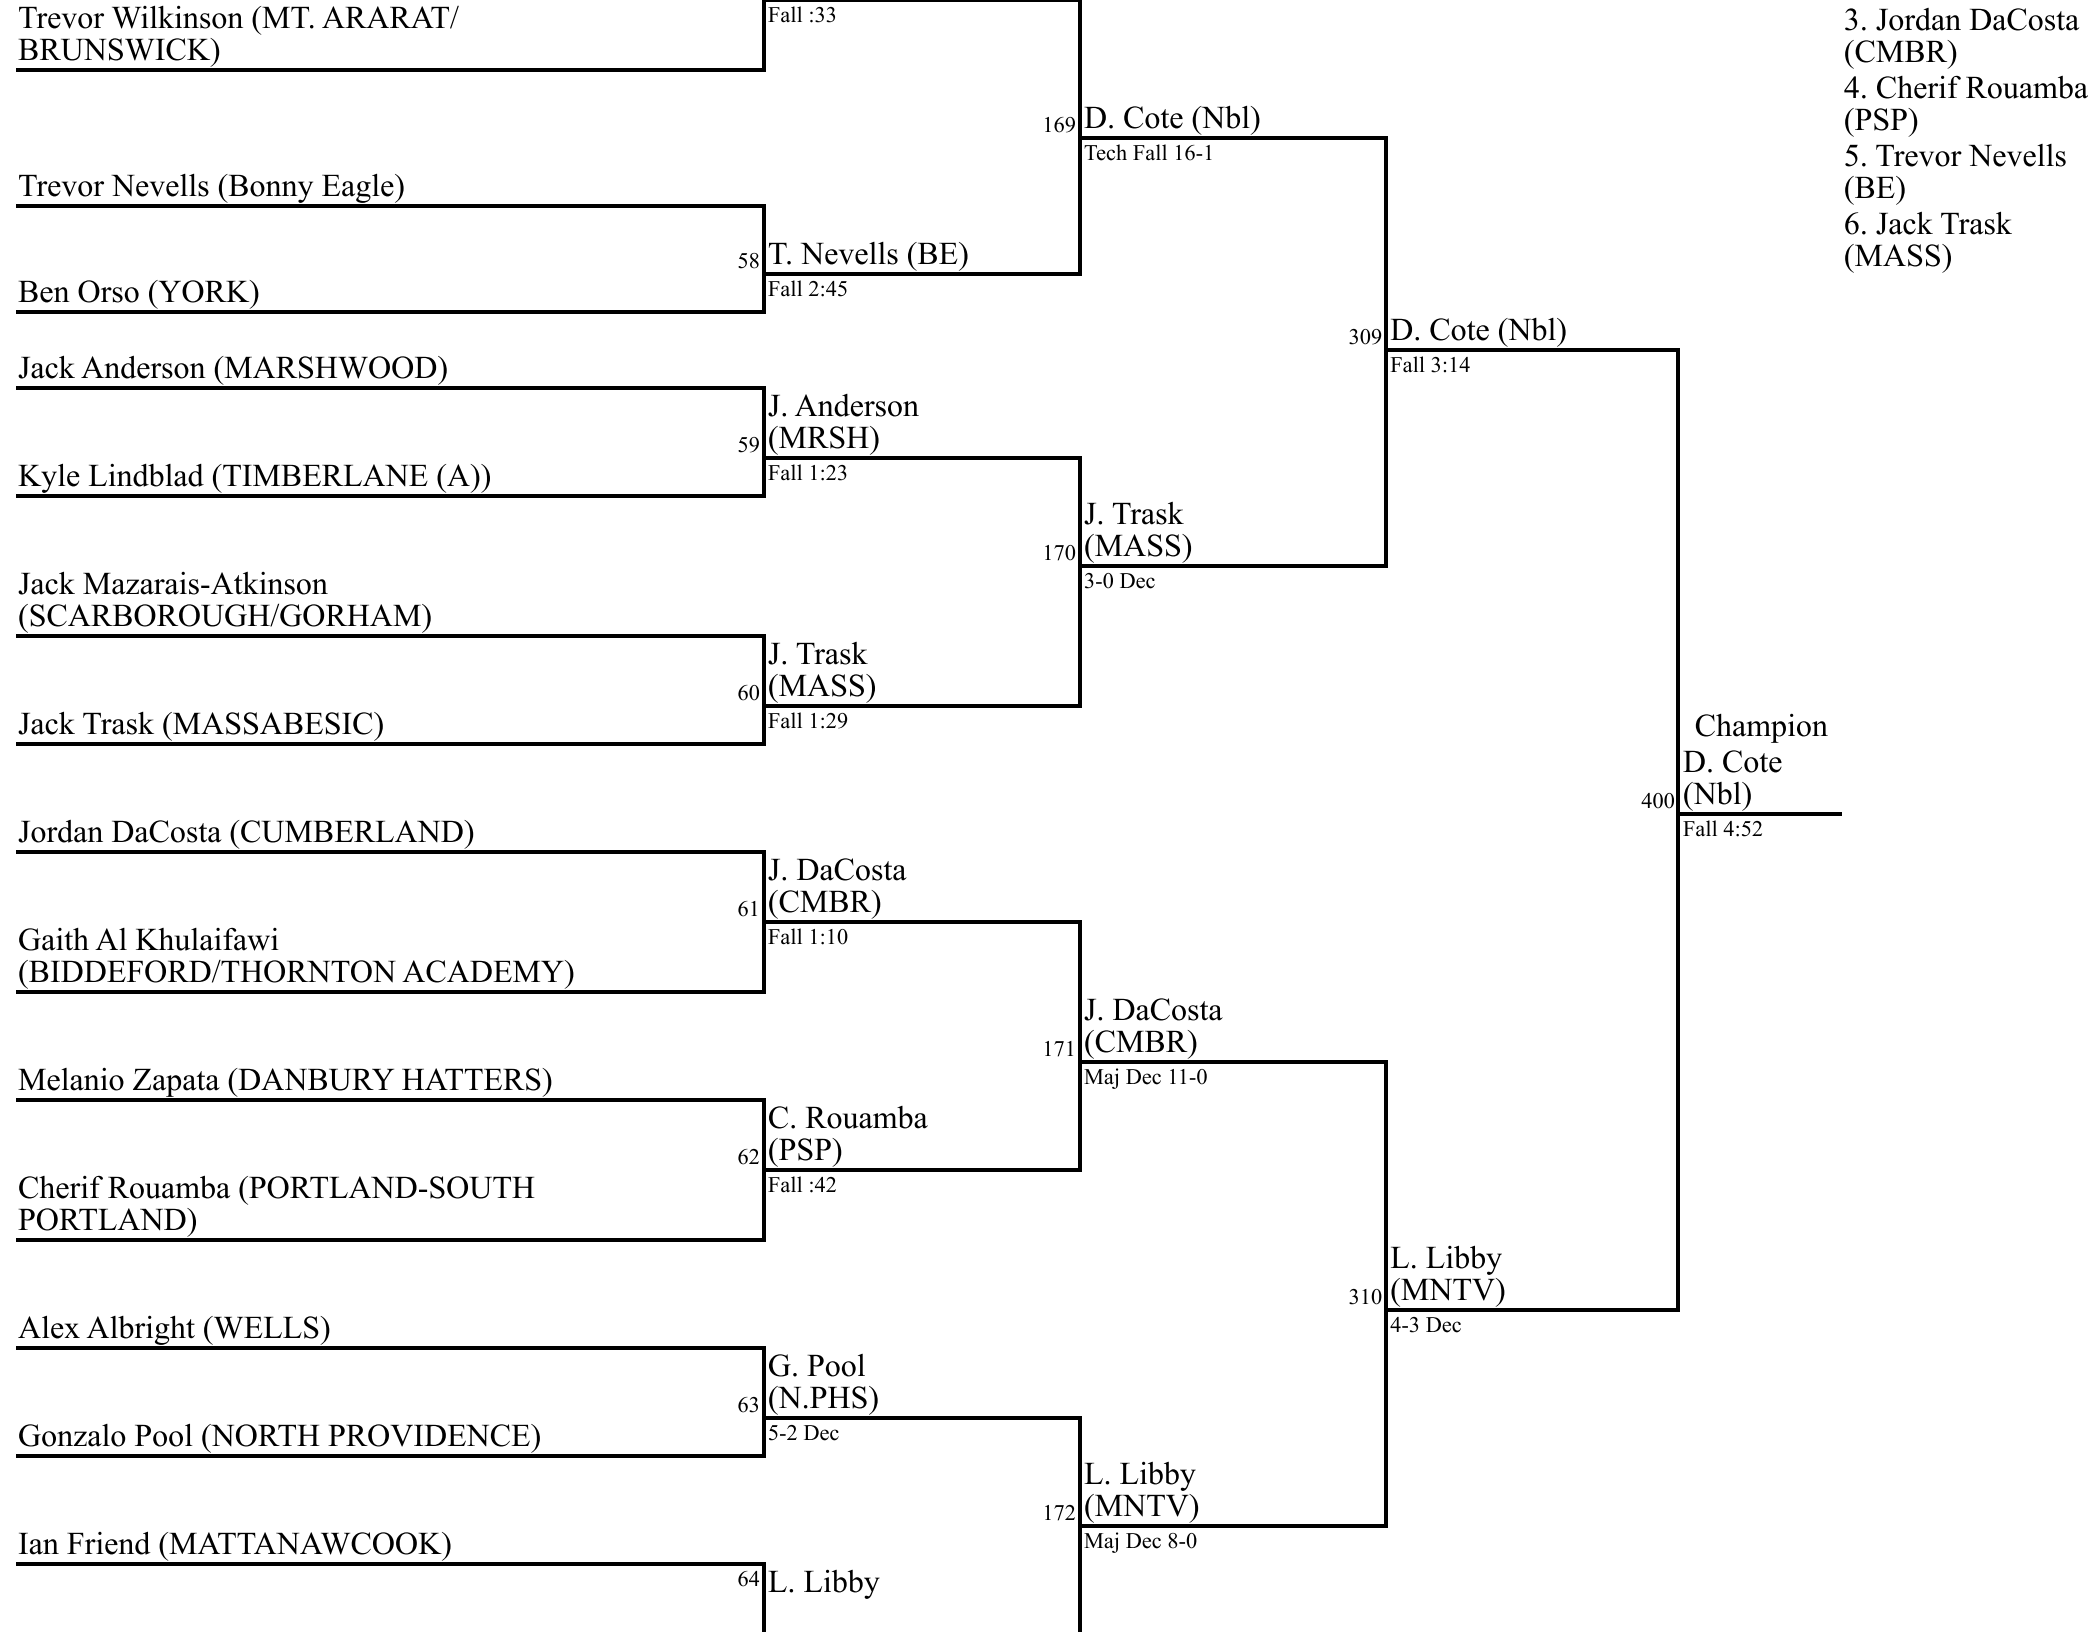 Trevor Wilkinson (MT. ARARAT/
BRUNSWICK)
Fall :33
3. Jordan DaCosta
(CMBR)
4. Cherif Rouamba
(PSP)
5. Trevor Nevells
(BE)
6. Jack Trask
(MASS)
169 D. Cote (Nbl)
Tech Fall 16-1
Trevor Nevells (Bonny Eagle)
58 T. Nevells (BE)
Fall 2:45
Ben Orso (YORK)
309 D. Cote (Nbl)
Fall 3:14
Jack Anderson (MARSHWOOD)
J. Anderson
59 (MRSH)
Fall 1:23
Kyle Lindblad (TIMBERLANE (A))
J. Trask
170 (MASS)
3-0 Dec
Jack Mazarais-Atkinson
(SCARBOROUGH/GORHAM)
J. Trask
60 (MASS)
Fall 1:29
Jack Trask (MASSABESIC)
Champion
D. Cote
400 (Nbl)
Fall 4:52
Jordan DaCosta (CUMBERLAND)
J. DaCosta
61 (CMBR)
Fall 1:10
Gaith Al Khulaifawi
(BIDDEFORD/THORNTON ACADEMY)
J. DaCosta
171 (CMBR)
Maj Dec 11-0
Melanio Zapata (DANBURY HATTERS)
C. Rouamba
62 (PSP)
Fall :42
Cherif Rouamba (PORTLAND-SOUTH
PORTLAND)
L. Libby
310 (MNTV)
4-3 Dec
Alex Albright (WELLS)
G. Pool
63 (N.PHS)
5-2 Dec
Gonzalo Pool (NORTH PROVIDENCE)
L. Libby
172 (MNTV)
Maj Dec 8-0
Ian Friend (MATTANAWCOOK)
64 L. Libby